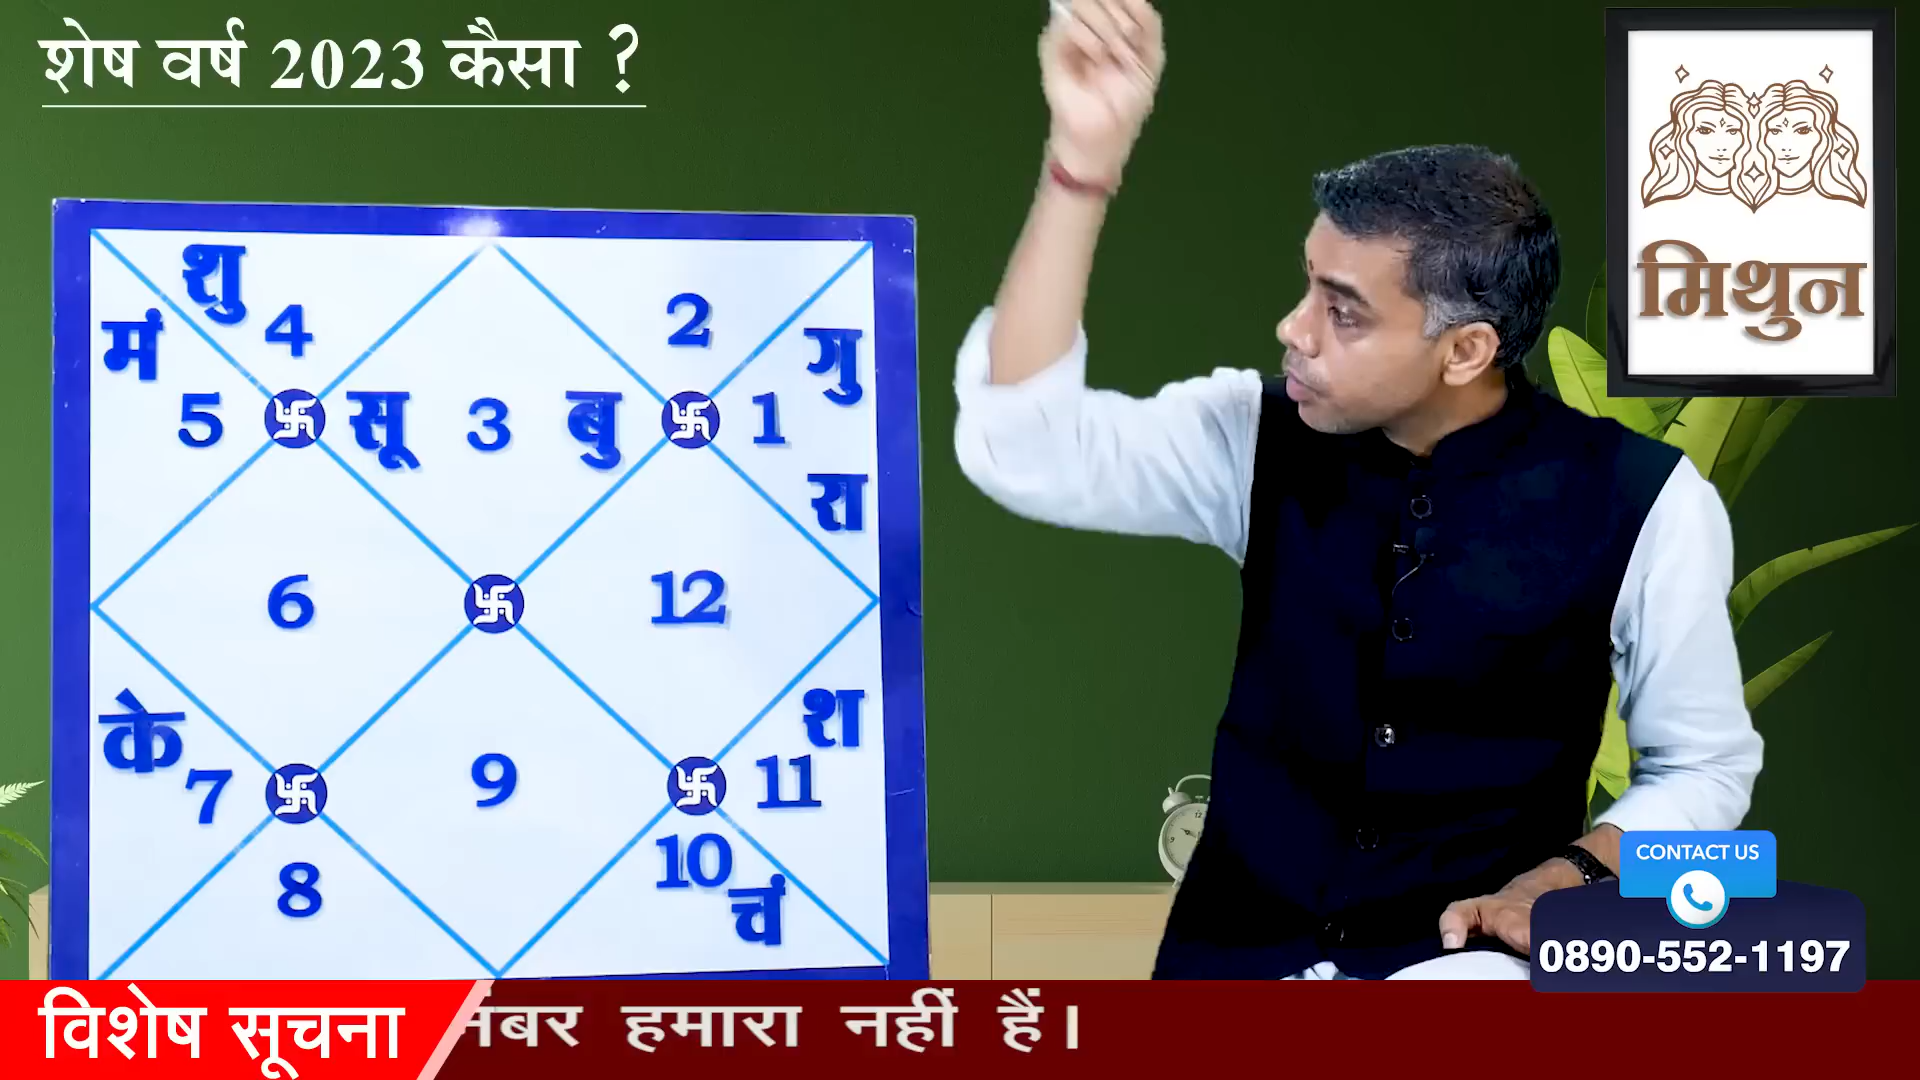 शेष वर्ष 2023 कैसा ?
मिथुन
शु
4
2
मं
गु
5
सू
3
बु
1
रा
6
12
के
श
7
9
11
10
8
चं
CONTACT US
0890-552-1197
विशेष सूचना
हमारा नहीं हैं।